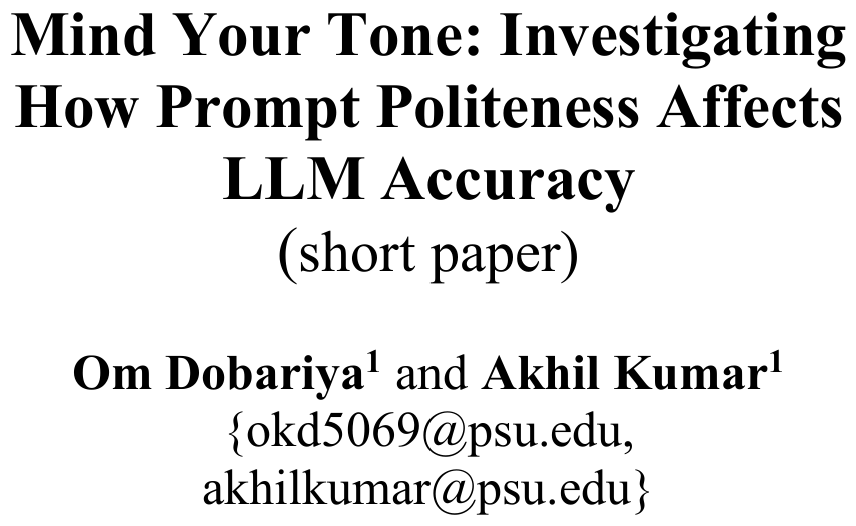 Mind Your Tone: Investigating
How Prompt Politeness Affects
LLM Accuracy
(short paper)
Om Dobariya¹ and Akhil Kumar¹
{okd5069@psu.edu,
akhilkumar@psu.edu}